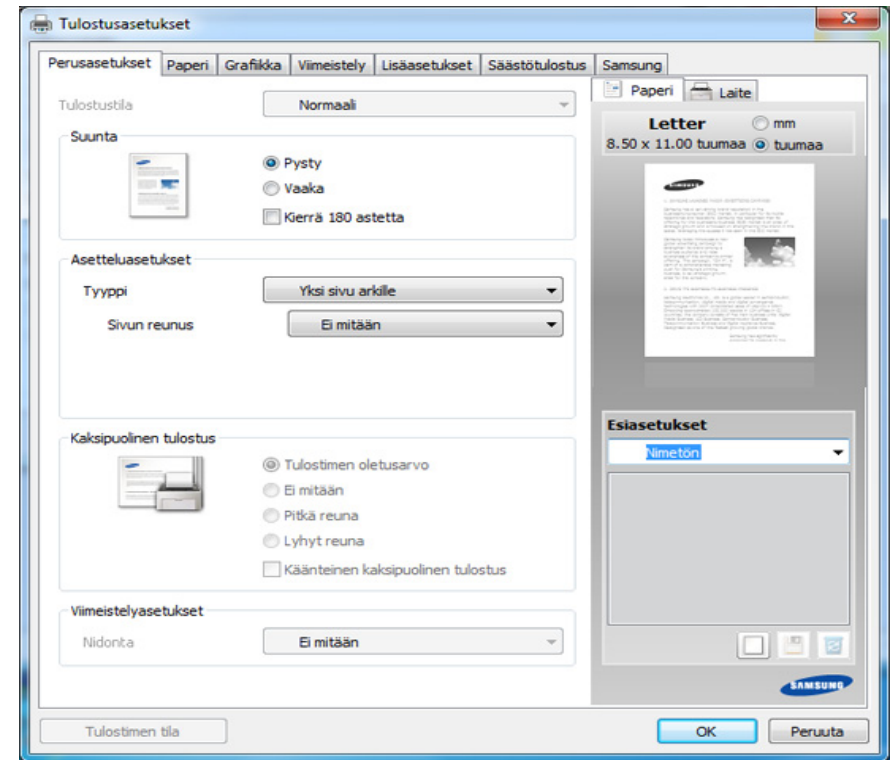 Tulostusasetukset
Perusasetukset Paperi Grafiikka Viimeistely Lisäasetukset Säästötulostus Samsung
Tulostustila Normaali
Suunta
Pysty
Vaaka
Kierrä 180 astetta
Asetteluasetukset
Tyyppi Yksi sivu arkille
Sivun reunus Ei mitään
Kaksipuolinen tulostus
Tulostimen oletusarvo
Ei mitään
Pitkä reuna
Lyhyt reuna
Käänteinen kaksipuolinen tulostus
Viimeistelyasetukset
Nidonta Ei mitään
Paperi Laite
Letter mm
8.50 x 11.00 tuumaa tuumaa
Esiasetukset
Nimetön
SAMSUNG
Tulostimen tila OK Peruuta